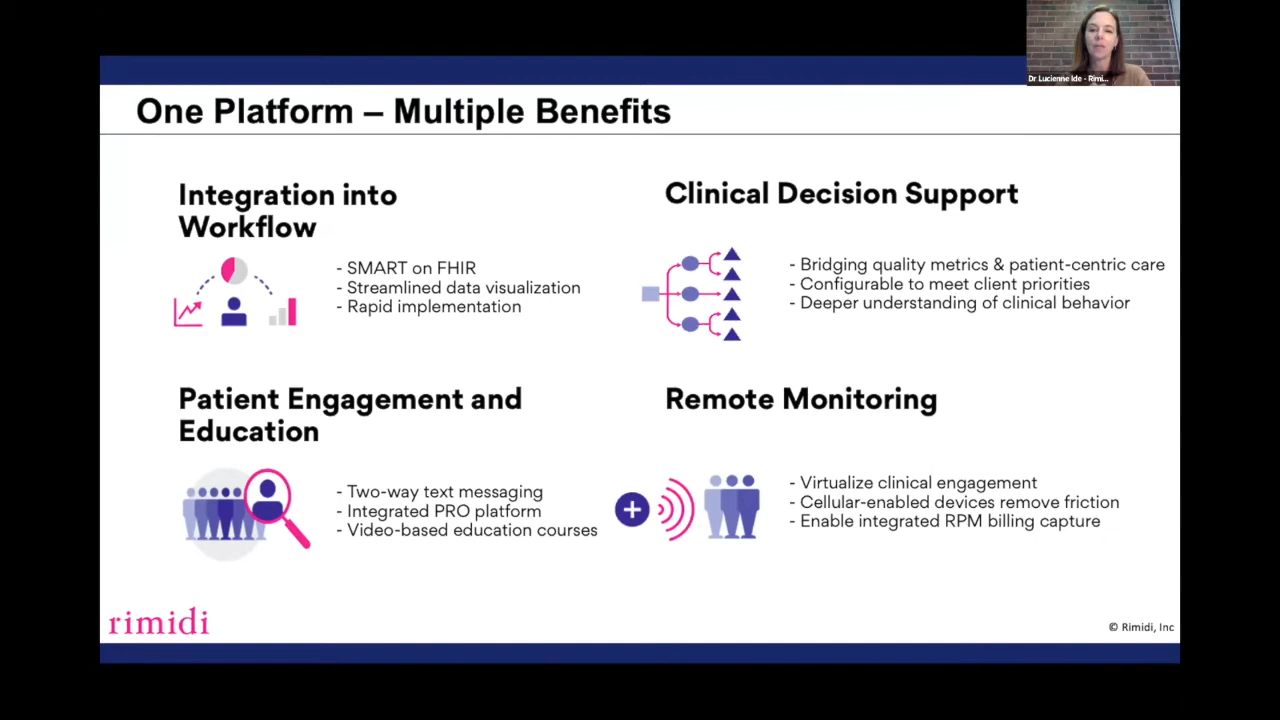 Dr Lucienne Ide - Rimi...
One Platform – Multiple Benefits
Integration into
Workflow
- SMART on FHIR
- Streamlined data visualization
- Rapid implementation
Clinical Decision Support
- Bridging quality metrics & patient-centric care
- Configurable to meet client priorities
- Deeper understanding of clinical behavior
Patient Engagement and
Education
- Two-way text messaging
- Integrated PRO platform
- Video-based education courses
Remote Monitoring
- Virtualize clinical engagement
- Cellular-enabled devices remove friction
- Enable integrated RPM billing capture
rimidi
© Rimidi, Inc